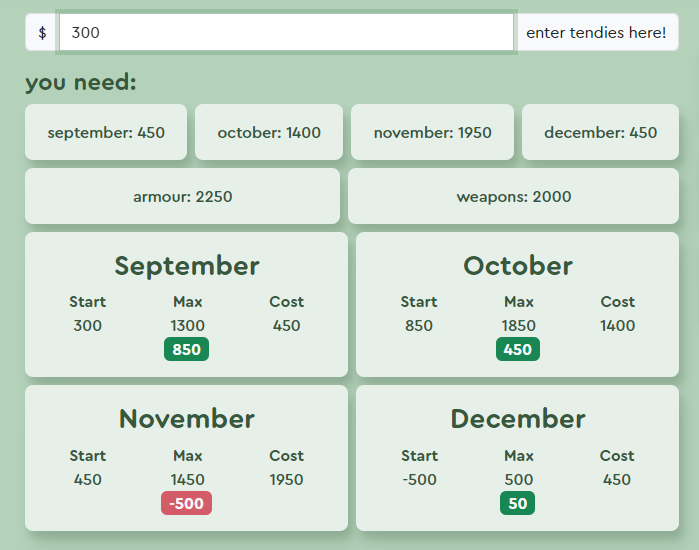 $ 300 enter tendies here!
you need:
september: 450 october: 1400 november: 1950 december: 450
armour: 2250 weapons: 2000
September
Start Max Cost
300 1300 450
850
October
Start Max Cost
850 1850 1400
450
November
Start Max Cost
450 1450 1950
-500
December
Start Max Cost
-500 500 450
50